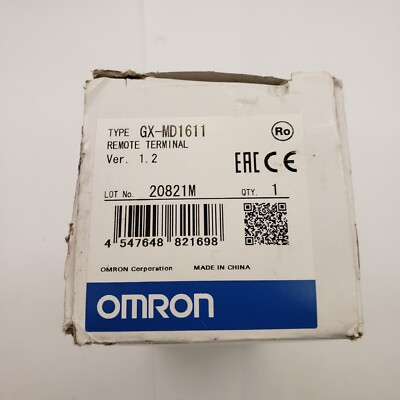 TYPE GX-MD1611
REMOTE TERMINAL
Ver. 1.2
Ro
EAC CE
LOT No. 20821M QTY. 1
4 547648 821698
OMRON Corporation MADE IN CHINA
OMRON